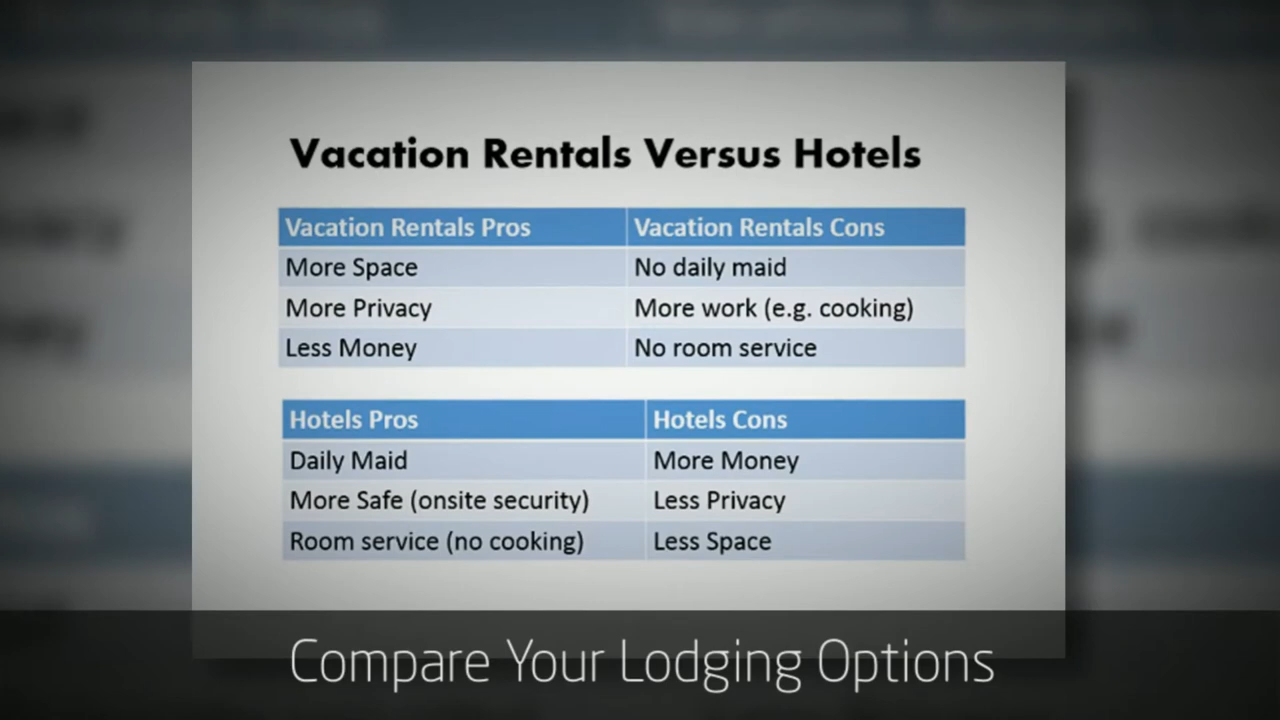 Vacation Rentals Versus Hotels
Vacation Rentals Pros Vacation Rentals Cons
More Space No daily maid
More Privacy More work (e.g. cooking)
Less Money No room service
Hotels Pros Hotels Cons
Daily Maid More Money
More Safe (onsite security) Less Privacy
Room service (no cooking) Less Space
Compare Your Lodging Options